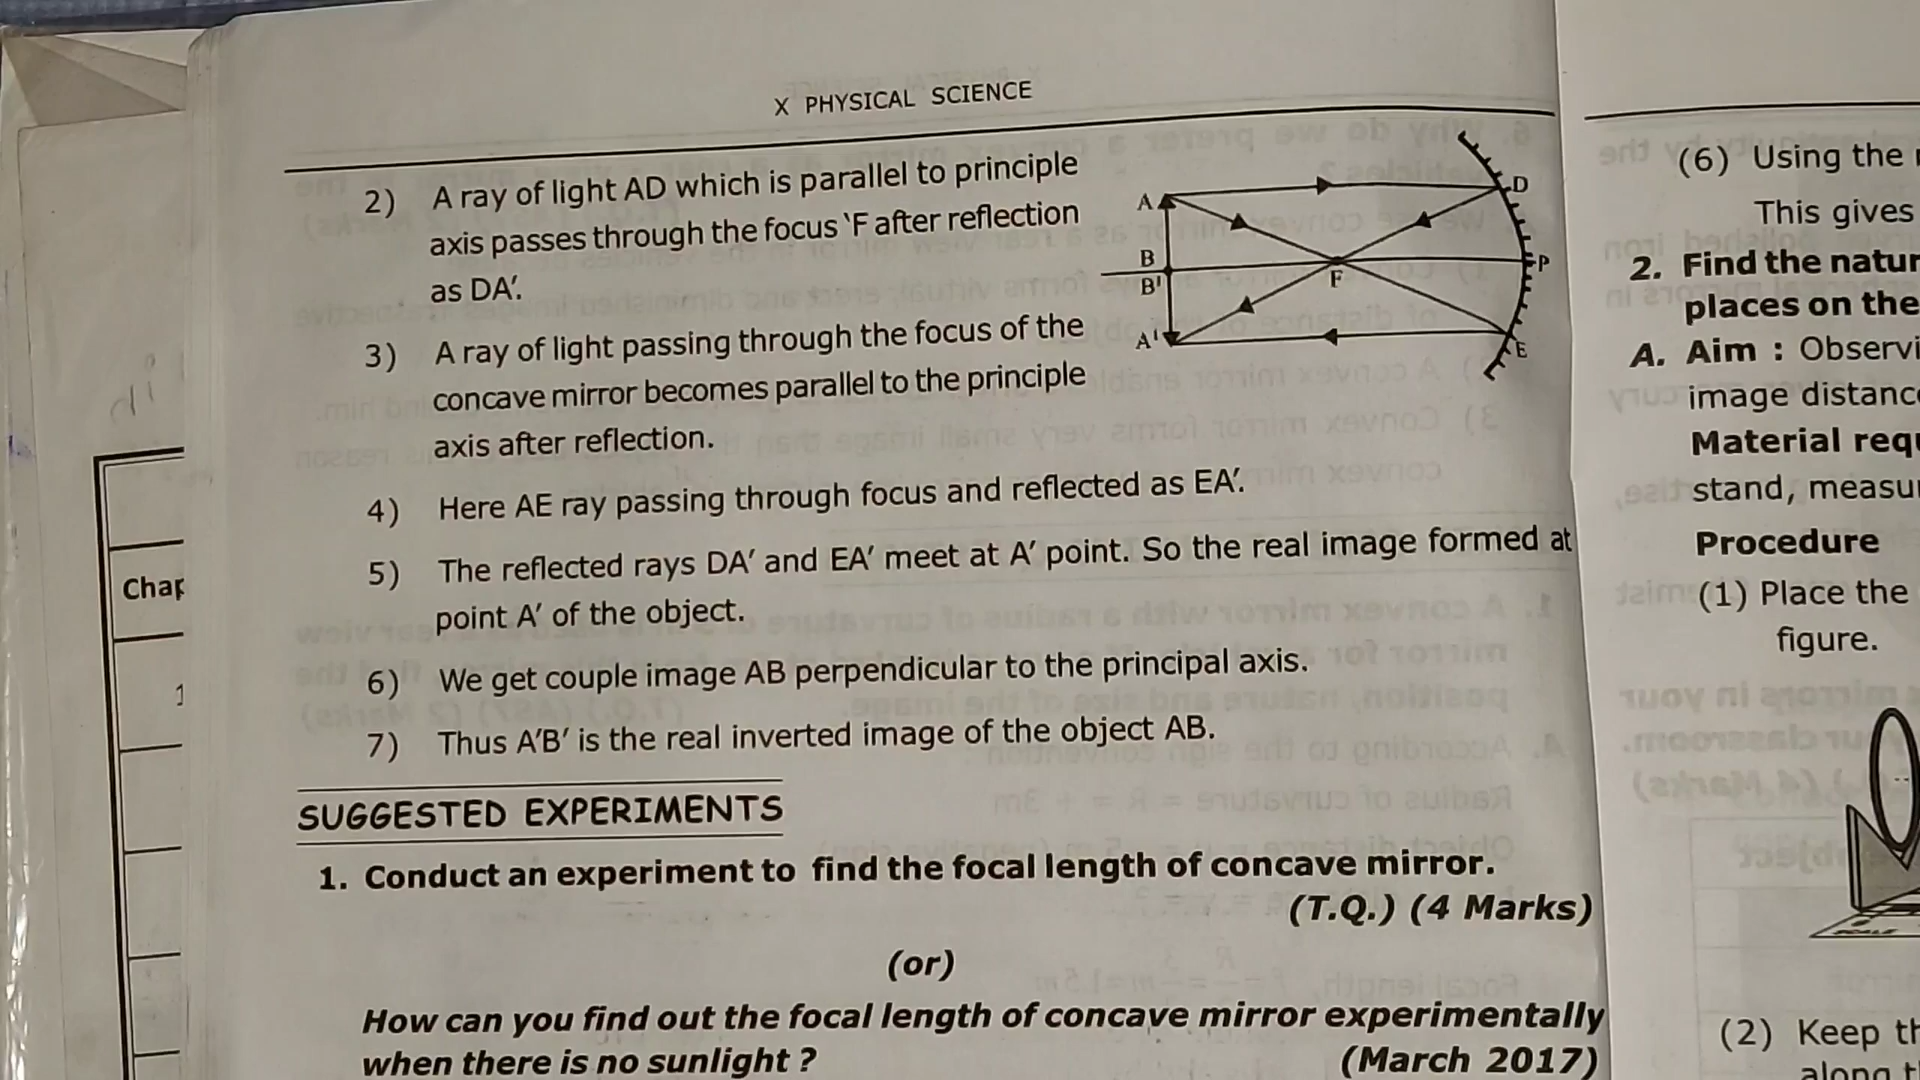 X PHYSICAL SCIENCE
2) A ray of light AD which is parallel to principle
axis passes through the focus ‘F after reflection
as DA′.
3) A ray of light passing through the focus of the
concave mirror becomes parallel to the principle
axis after reflection.
4) Here AE ray passing through focus and reflected as EA′.
5) The reflected rays DA′ and EA′ meet at A′ point. So the real image formed at
point A′ of the object.
6) We get couple image AB perpendicular to the principal axis.
7) Thus A′B′ is the real inverted image of the object AB.
A
D
B
F
P
B'
A'
E
SUGGESTED EXPERIMENTS
1. Conduct an experiment to find the focal length of concave mirror.
(T.Q.) (4 Marks)
(or)
How can you find out the focal length of concave mirror experimentally
when there is no sunlight ?
(March 2017)
(6) Using the
This gives
2. Find the natur
places on the
A. Aim : Observi
image distanc
Material requ
stand, measu
Procedure
(1) Place the
figure.
(2) Keep th
along t
Chap
1